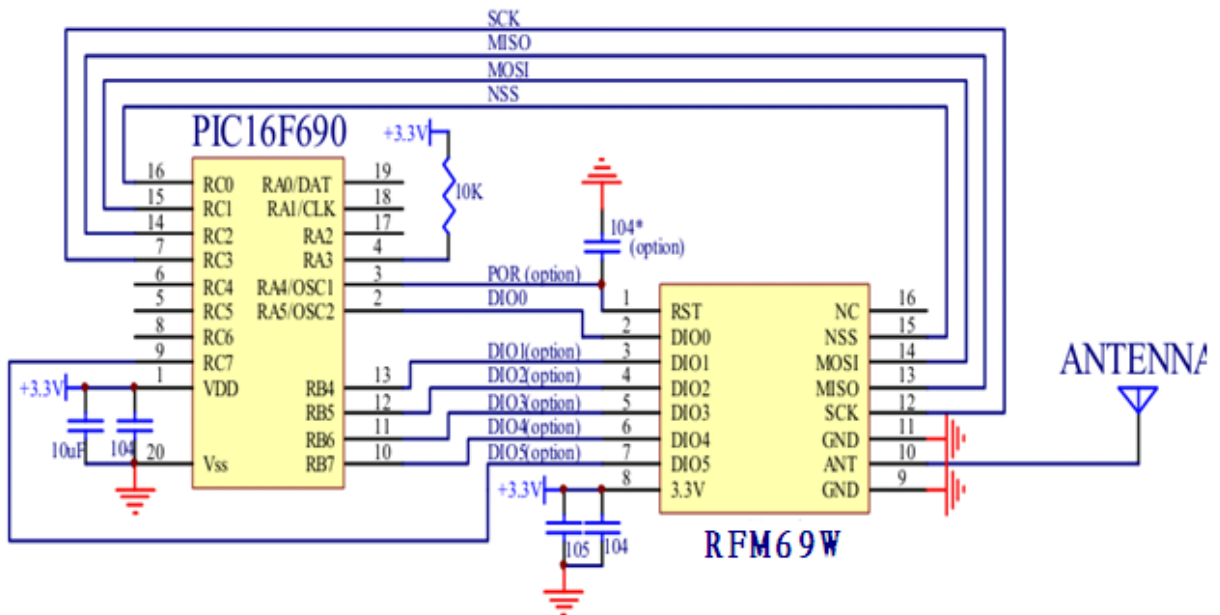 SCK
MISO
MOSI
NSS
PIC16F690
+3.3V
10K
16 RC0 RA0/DAT 19
15 RC1 RA1/CLK 18
14 RC2 RA2 17
7 RC3 RA3 4
6 RC4 RA4/OSC1 3
5 RC5 RA5/OSC2 2
8 RC6
9 RC7
1 VDD RB4 13
RB5 12
RB6 11
20 Vss RB7 10
+3.3V
10uF 104
104*
(option)
POR (option)
DIO0
DIO1(option)
DIO2(option)
DIO3(option)
DIO4(option)
DIO5(option)
1 RST NC 16
2 DIO0 NSS 15
3 DIO1 MOSI 14
4 DIO2 MISO 13
5 DIO3 SCK 12
6 DIO4 GND 11
7 DIO5 ANT 10
8 3.3V GND 9
ANTENNA
+3.3V
105 104
RFM69W